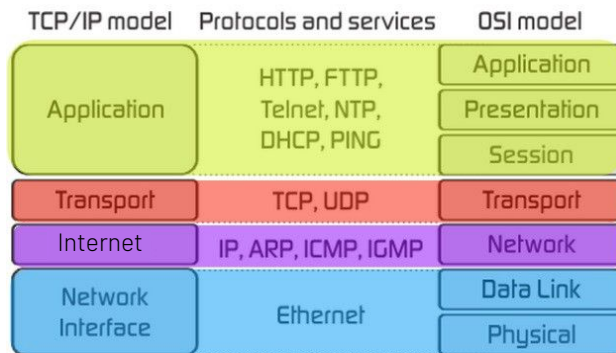 TCP/IP model Protocols and services OSI model
Application
HTTP, FTTP,
Telnet, NTP,
DHCP, PING
Application
Presentation
Session
Transport TCP, UDP Transport
Internet IP, ARP, ICMP, IGMP Network
Network
Interface
Ethernet
Data Link
Physical